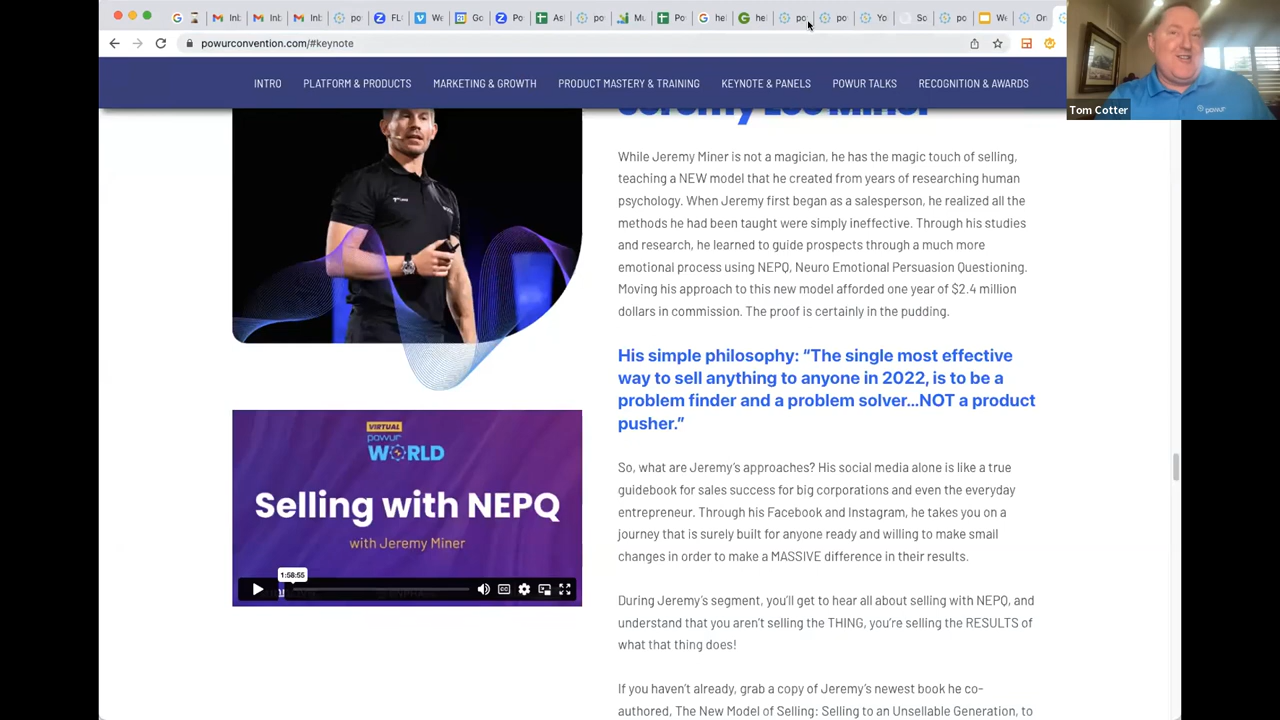 powurconvention.com/#keynote
Tom Cotter
powur
INTRO
PLATFORM & PRODUCTS
MARKETING & GROWTH
PRODUCT MASTERY & TRAINING
KEYNOTE & PANELS
POWUR TALKS
RECOGNITION & AWARDS
Jeremy Lee Miner
While Jeremy Miner is not a magician, he has the magic touch of selling,
teaching a NEW model that he created from years of researching human
psychology. When Jeremy first began as a salesperson, he realized all the
methods he had been taught were simply ineffective. Through his studies
and research, he learned to guide prospects through a much more
emotional process using NEPQ, Neuro Emotional Persuasion Questioning.
Moving his approach to this new model afforded one year of $2.4 million
dollars in commission. The proof is certainly in the pudding.
His simple philosophy: “The single most effective
way to sell anything to anyone in 2022, is to be a
problem finder and a problem solver...NOT a product
pusher.”
VIRTUAL
powur
WORLD
Selling with NEPQ
with Jeremy Miner
1:58:55
So, what are Jeremy’s approaches? His social media alone is like a true
guidebook for sales success for big corporations and even the everyday
entrepreneur. Through his Facebook and Instagram, he takes you on a
journey that is surely built for anyone ready and willing to make small
changes in order to make a MASSIVE difference in their results.
During Jeremy’s segment, you’ll get to hear all about selling with NEPQ, and
understand that you aren’t selling the THING, you’re selling the RESULTS of
what that thing does!
If you haven’t already, grab a copy of Jeremy’s newest book he co-
authored, The New Model of Selling: Selling to an Unsellable Generation, to